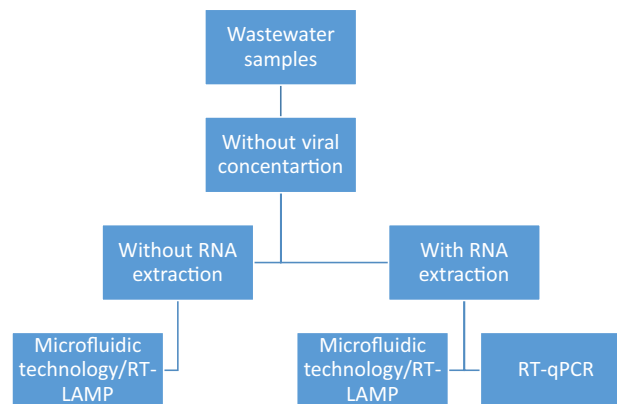 Wastewater
samples
Without viral
concentartion
Without RNA
extraction
With RNA
extraction
Microfluidic
technology/RT-
LAMP
Microfluidic
technology/RT-
LAMP
RT-qPCR